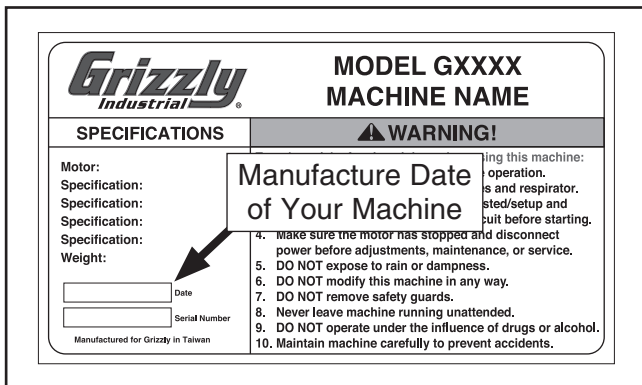 Grizzly
Industrial®
MODEL GXXXX
MACHINE NAME
SPECIFICATIONS
WARNING!
Motor:
Specification:
Specification:
Specification:
Specification:
Weight:
Date
Serial Number
Manufactured for Grizzly in Taiwan
Manufacture Date
of Your Machine
using this machine:
operation.
and respirator.
and
before starting.
4. Make sure the motor has stopped and disconnect
power before adjustments, maintenance, or service.
5. DO NOT expose to rain or dampness.
6. DO NOT modify this machine in any way.
7. DO NOT remove safety guards.
8. Never leave machine running unattended.
9. DO NOT operate under the influence of drugs or alcohol.
10. Maintain machine carefully to prevent accidents.